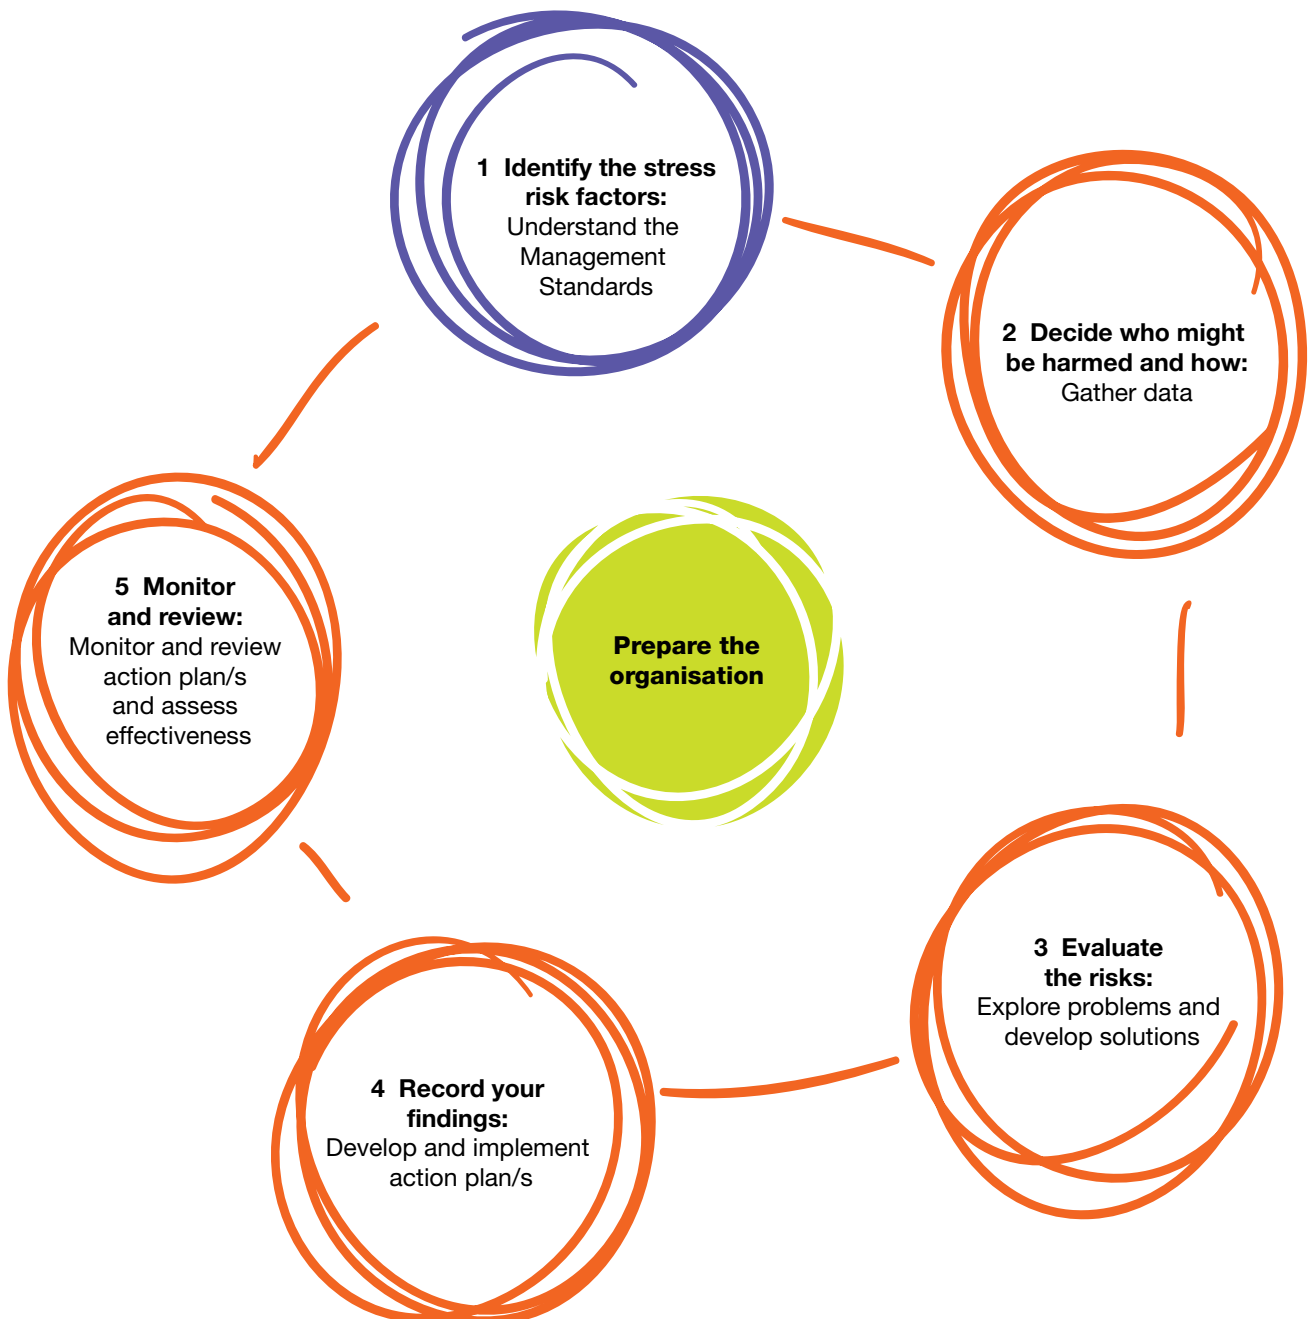 1 Identify the stress
risk factors:
Understand the
Management
Standards
2 Decide who might
be harmed and how:
Gather data
3 Evaluate
the risks:
Explore problems and
develop solutions
4 Record your
findings:
Develop and implement
action plan/s
5 Monitor
and review:
Monitor and review
action plan/s
and assess
effectiveness
Prepare the
organisation